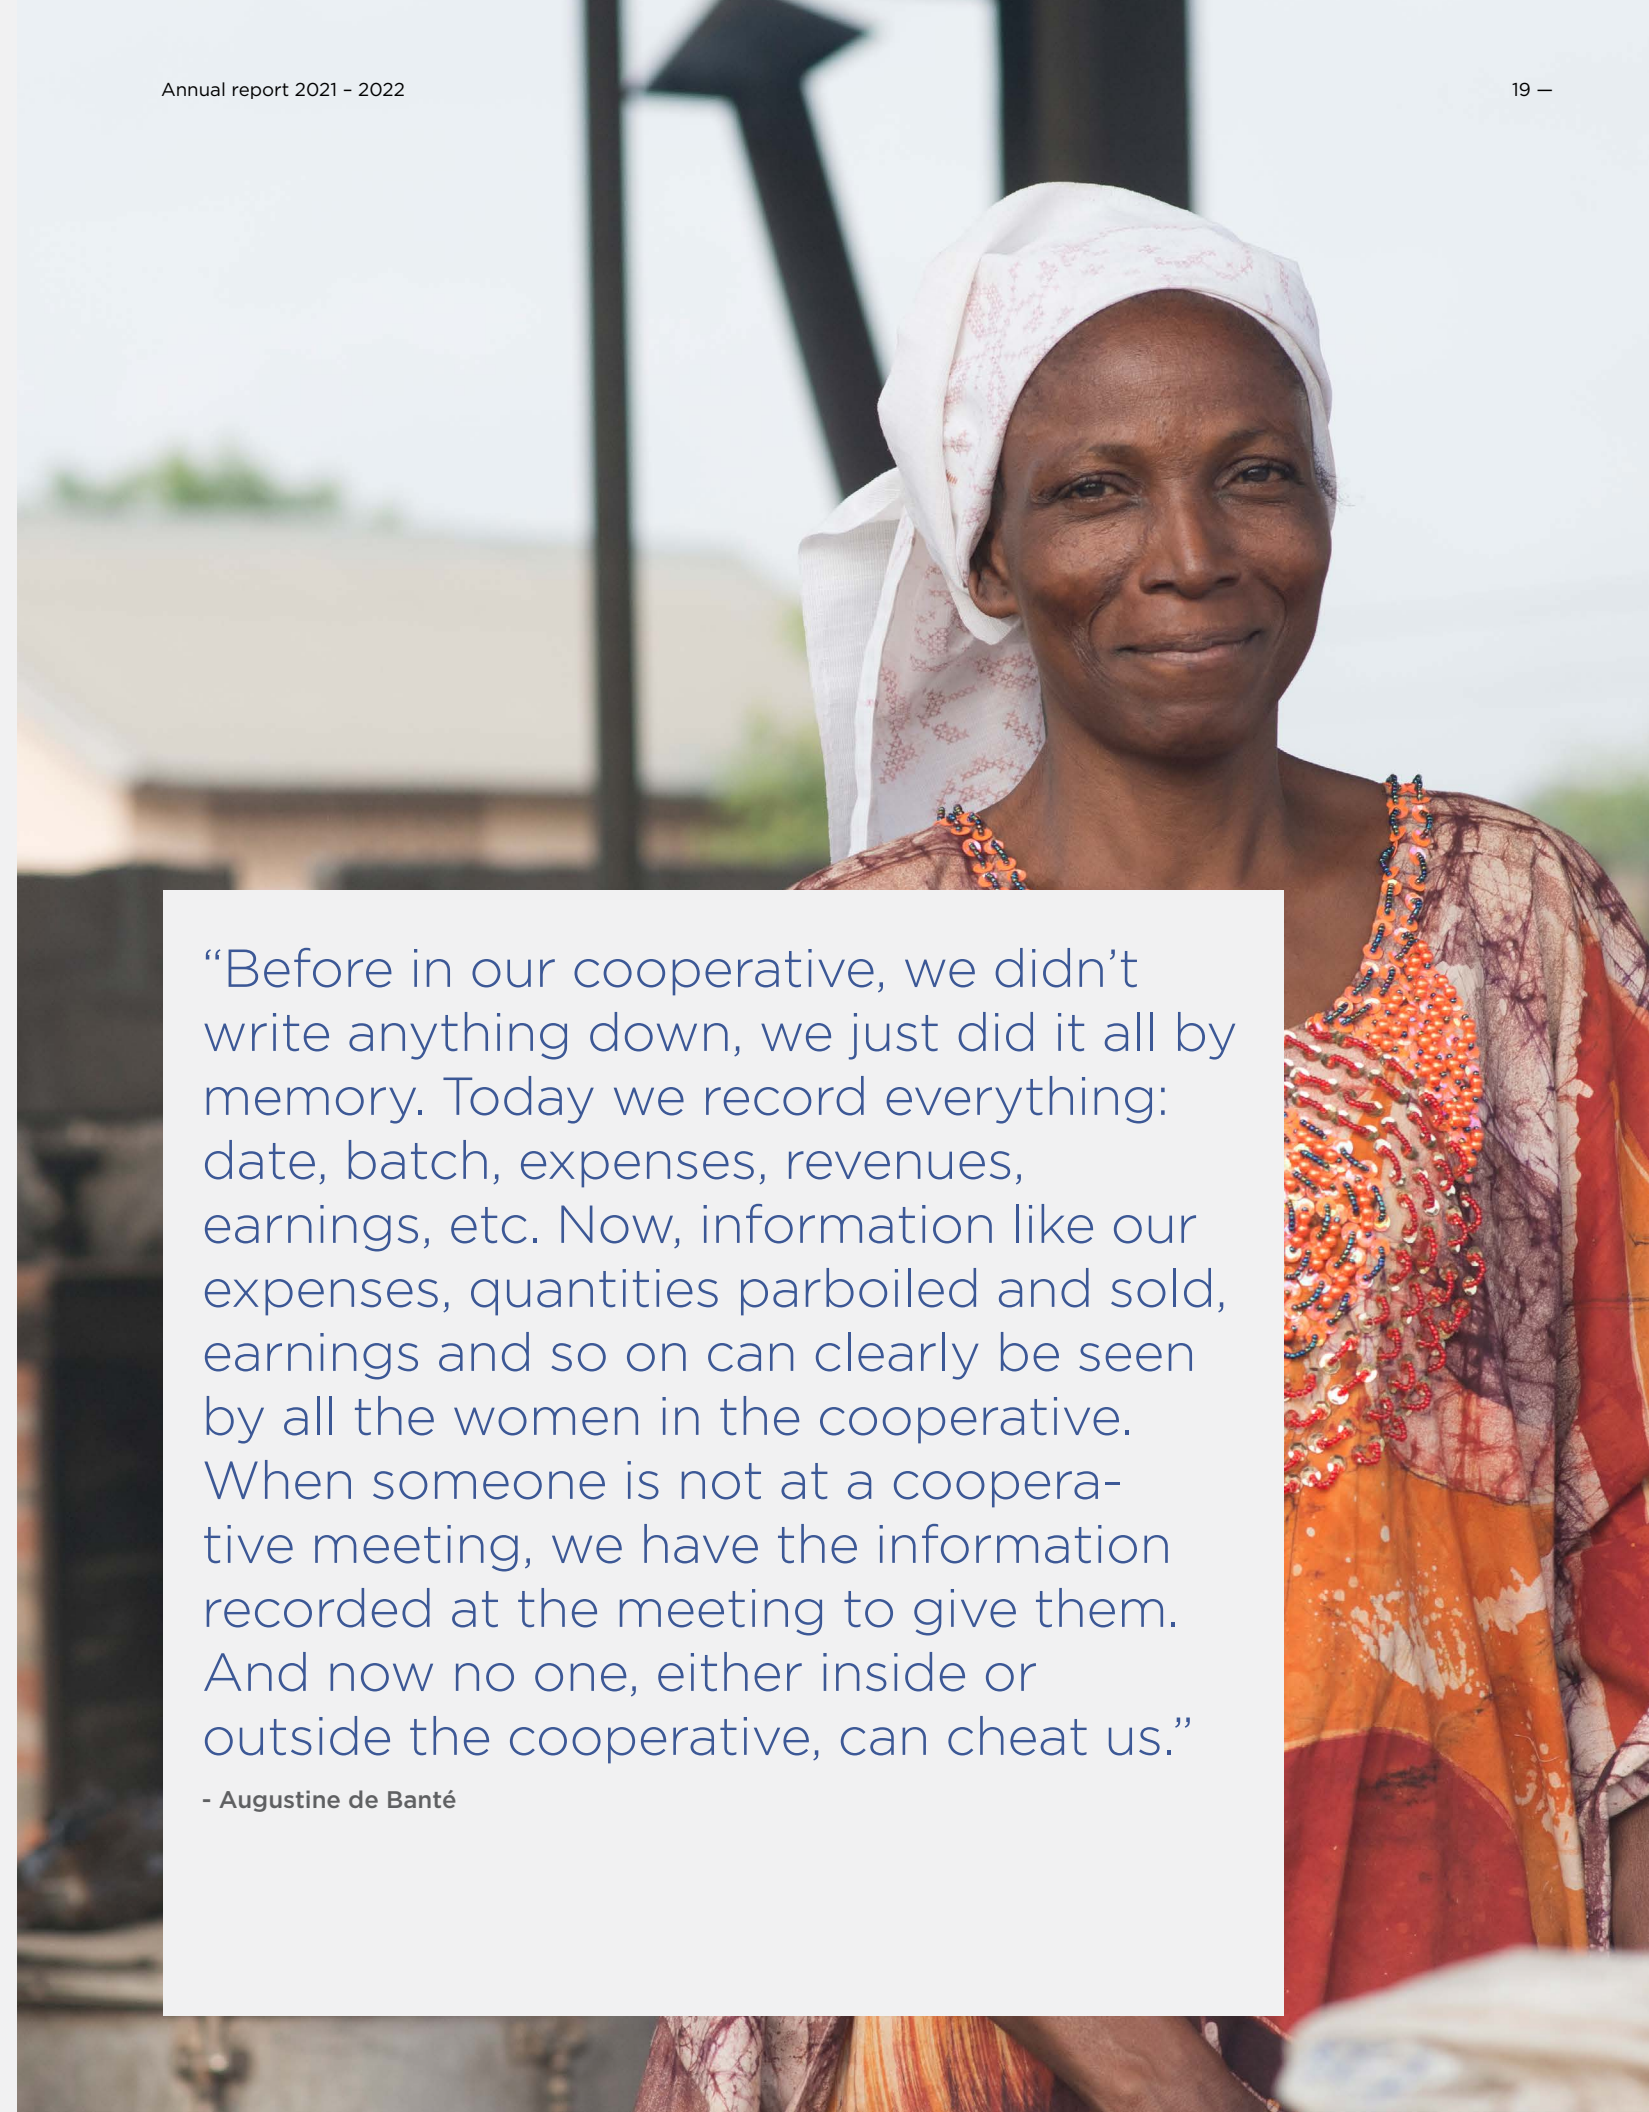 Annual report 2021 – 2022
19 —
“Before in our cooperative, we didn’t
write anything down, we just did it all by
memory. Today we record everything:
date, batch, expenses, revenues,
earnings, etc. Now, information like our
expenses, quantities parboiled and sold,
earnings and so on can clearly be seen
by all the women in the cooperative.
When someone is not at a coopera-
tive meeting, we have the information
recorded at the meeting to give them.
And now no one, either inside or
outside the cooperative, can cheat us.”
- Augustine de Banté